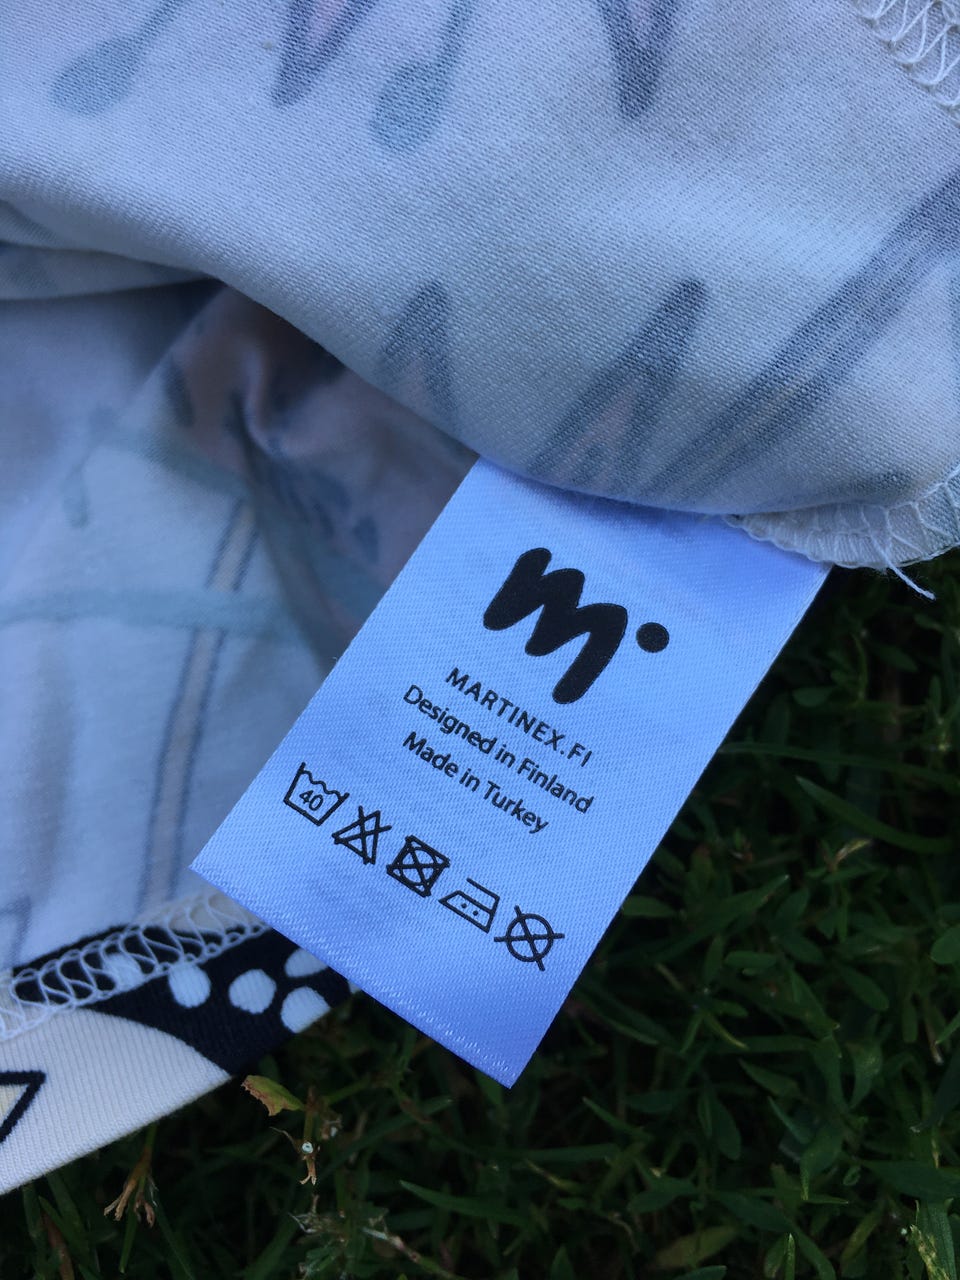 m
MARTINEX.FI
Designed in Finland
Made in Turkey
40